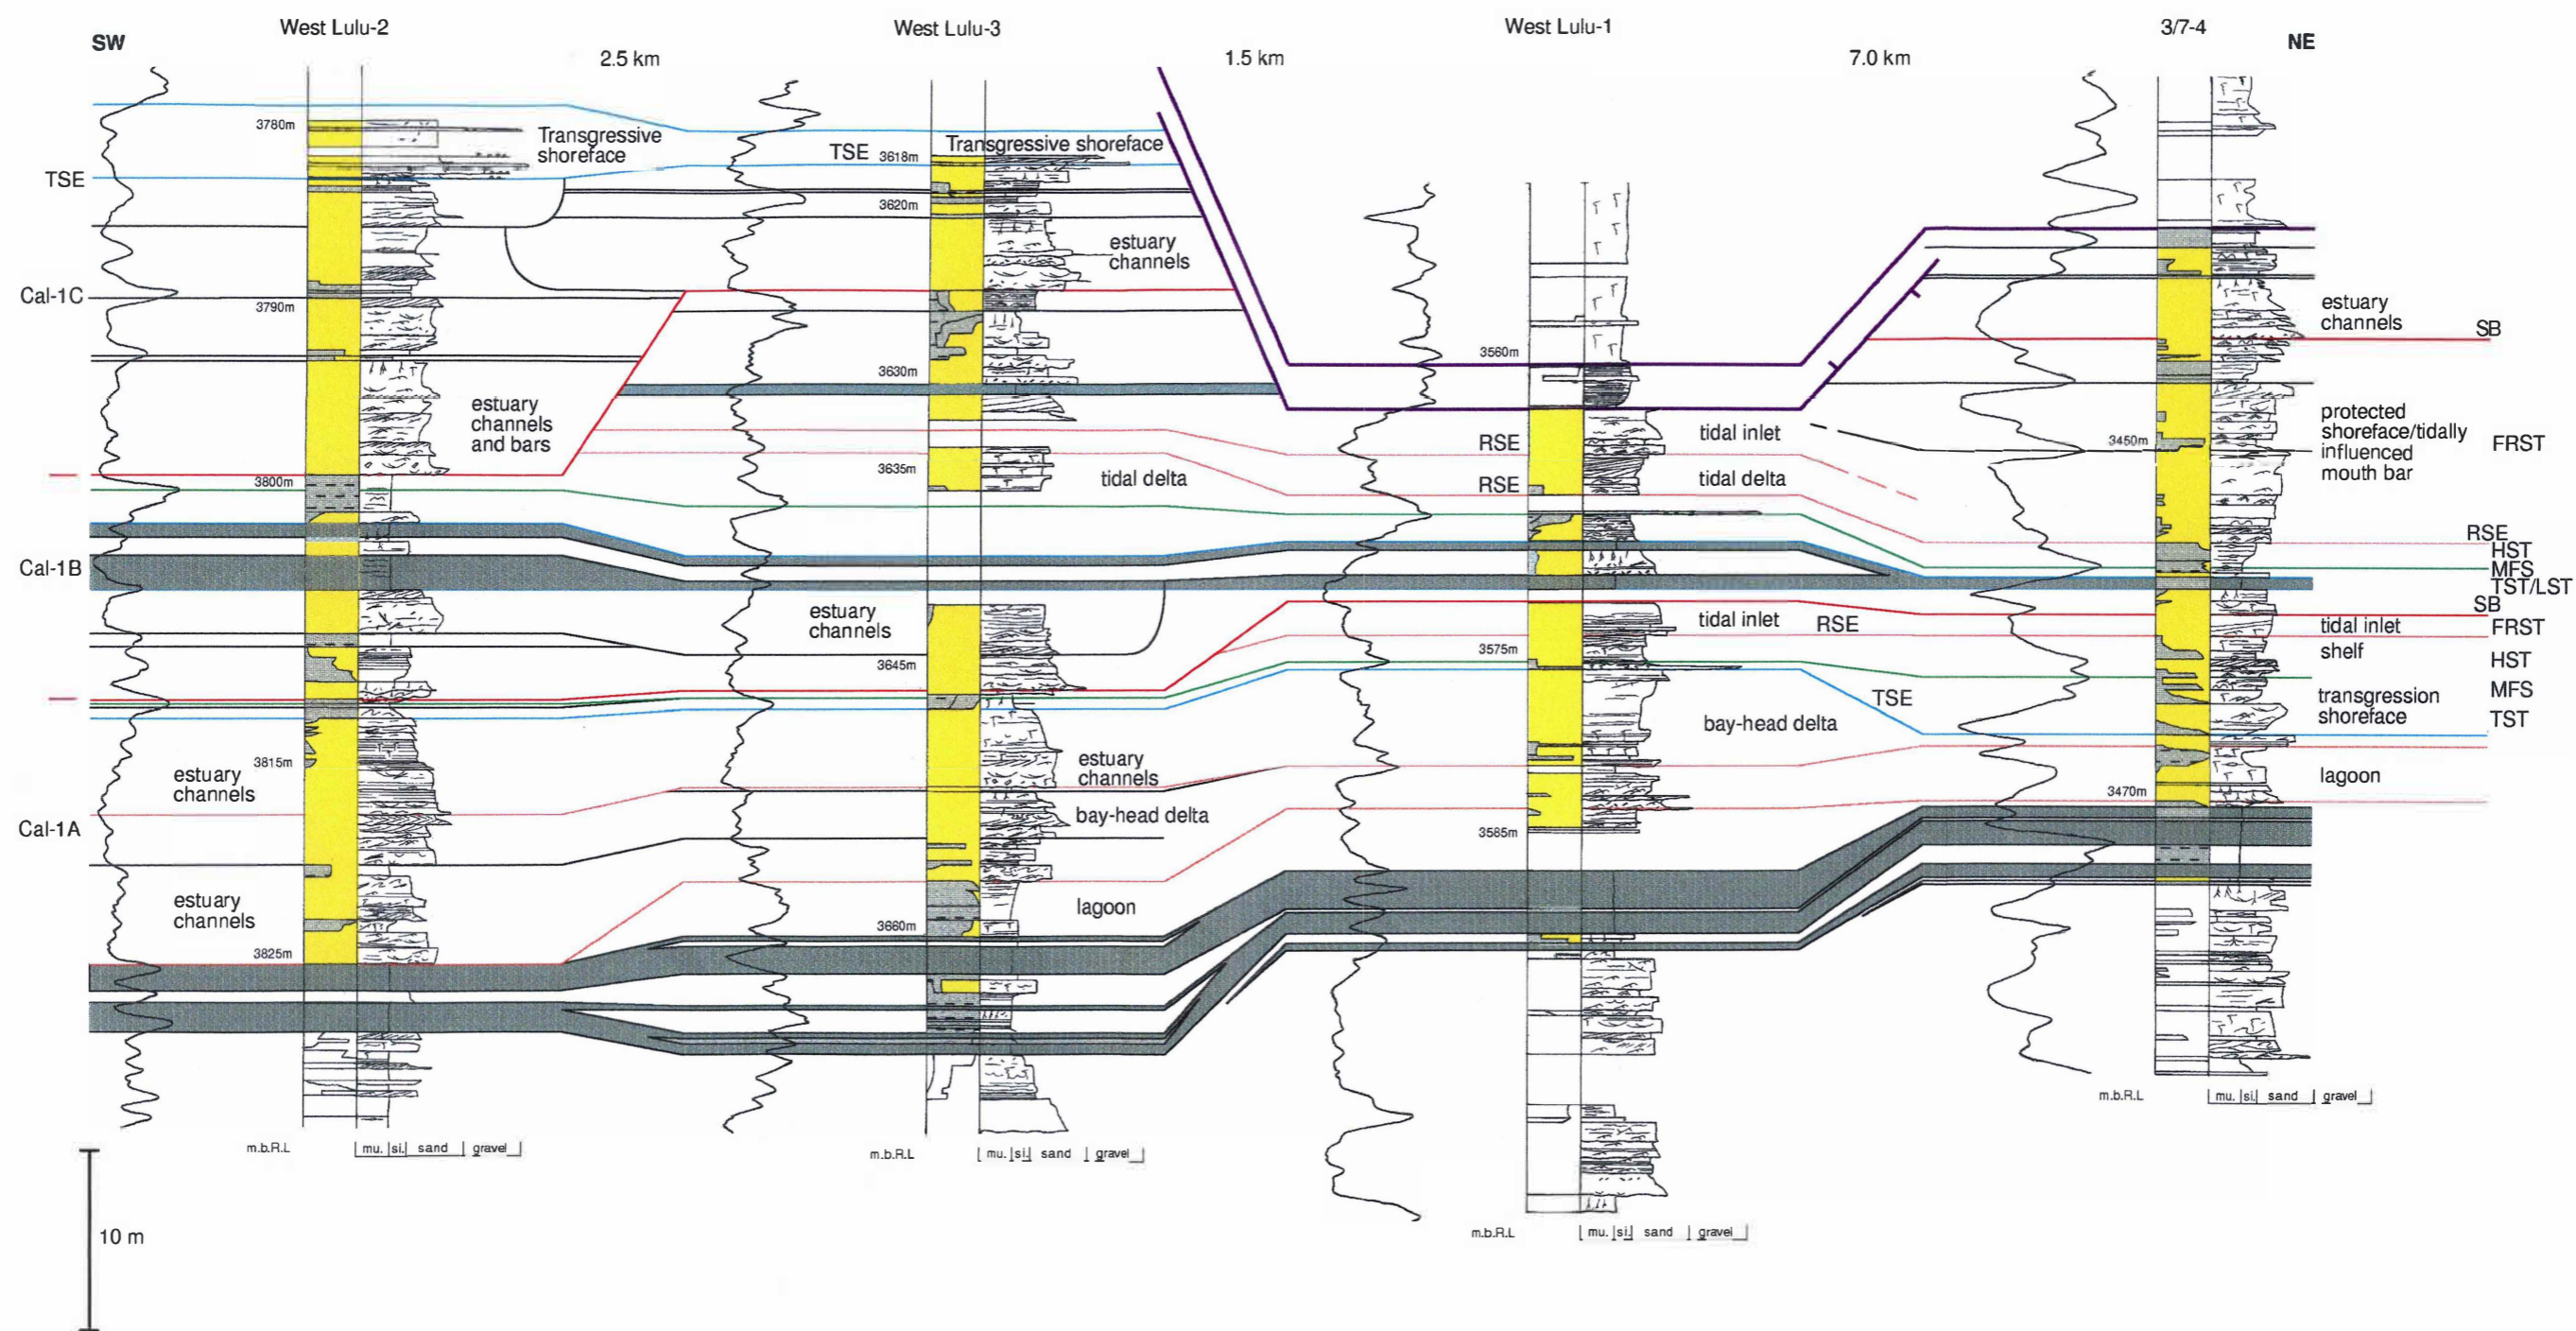 SW
West Lulu-2
2.5 km
West Lulu-3
1.5 km
West Lulu-1
7.0 km
3/7-4
NE
TSE
Cal-1C
Cal-1B
Cal-1A
3780m
3790m
3800m
3815m
3825m
Transgressive
shoreface
estuary
channels
and bars
estuary
channels
estuary
channels
TSE
3618m
3620m
3630m
3635m
3645m
3660m
Transgressive shoreface
estuary
channels
tidal delta
estuary
channels
estuary
channels
bay-head delta
lagoon
3560m
3575m
3585m
RSE
RSE
tidal inlet
tidal delta
tidal inlet
RSE
TSE
bay-head delta
3450m
3470m
estuary
channels
SB
protected
shoreface/tidally
influenced
mouth bar
FRST
RSE
HST
MFS
TST/LST
SB
tidal inlet
FRST
shelf
HST
MFS
transgression
shoreface
TST
lagoon
m.b.R.L
mu. si. sand gravel
m.b.R.L
mu. si. sand gravel
m.b.R.L
mu. si. sand gravel
m.b.R.L
mu. si. sand gravel
10 m